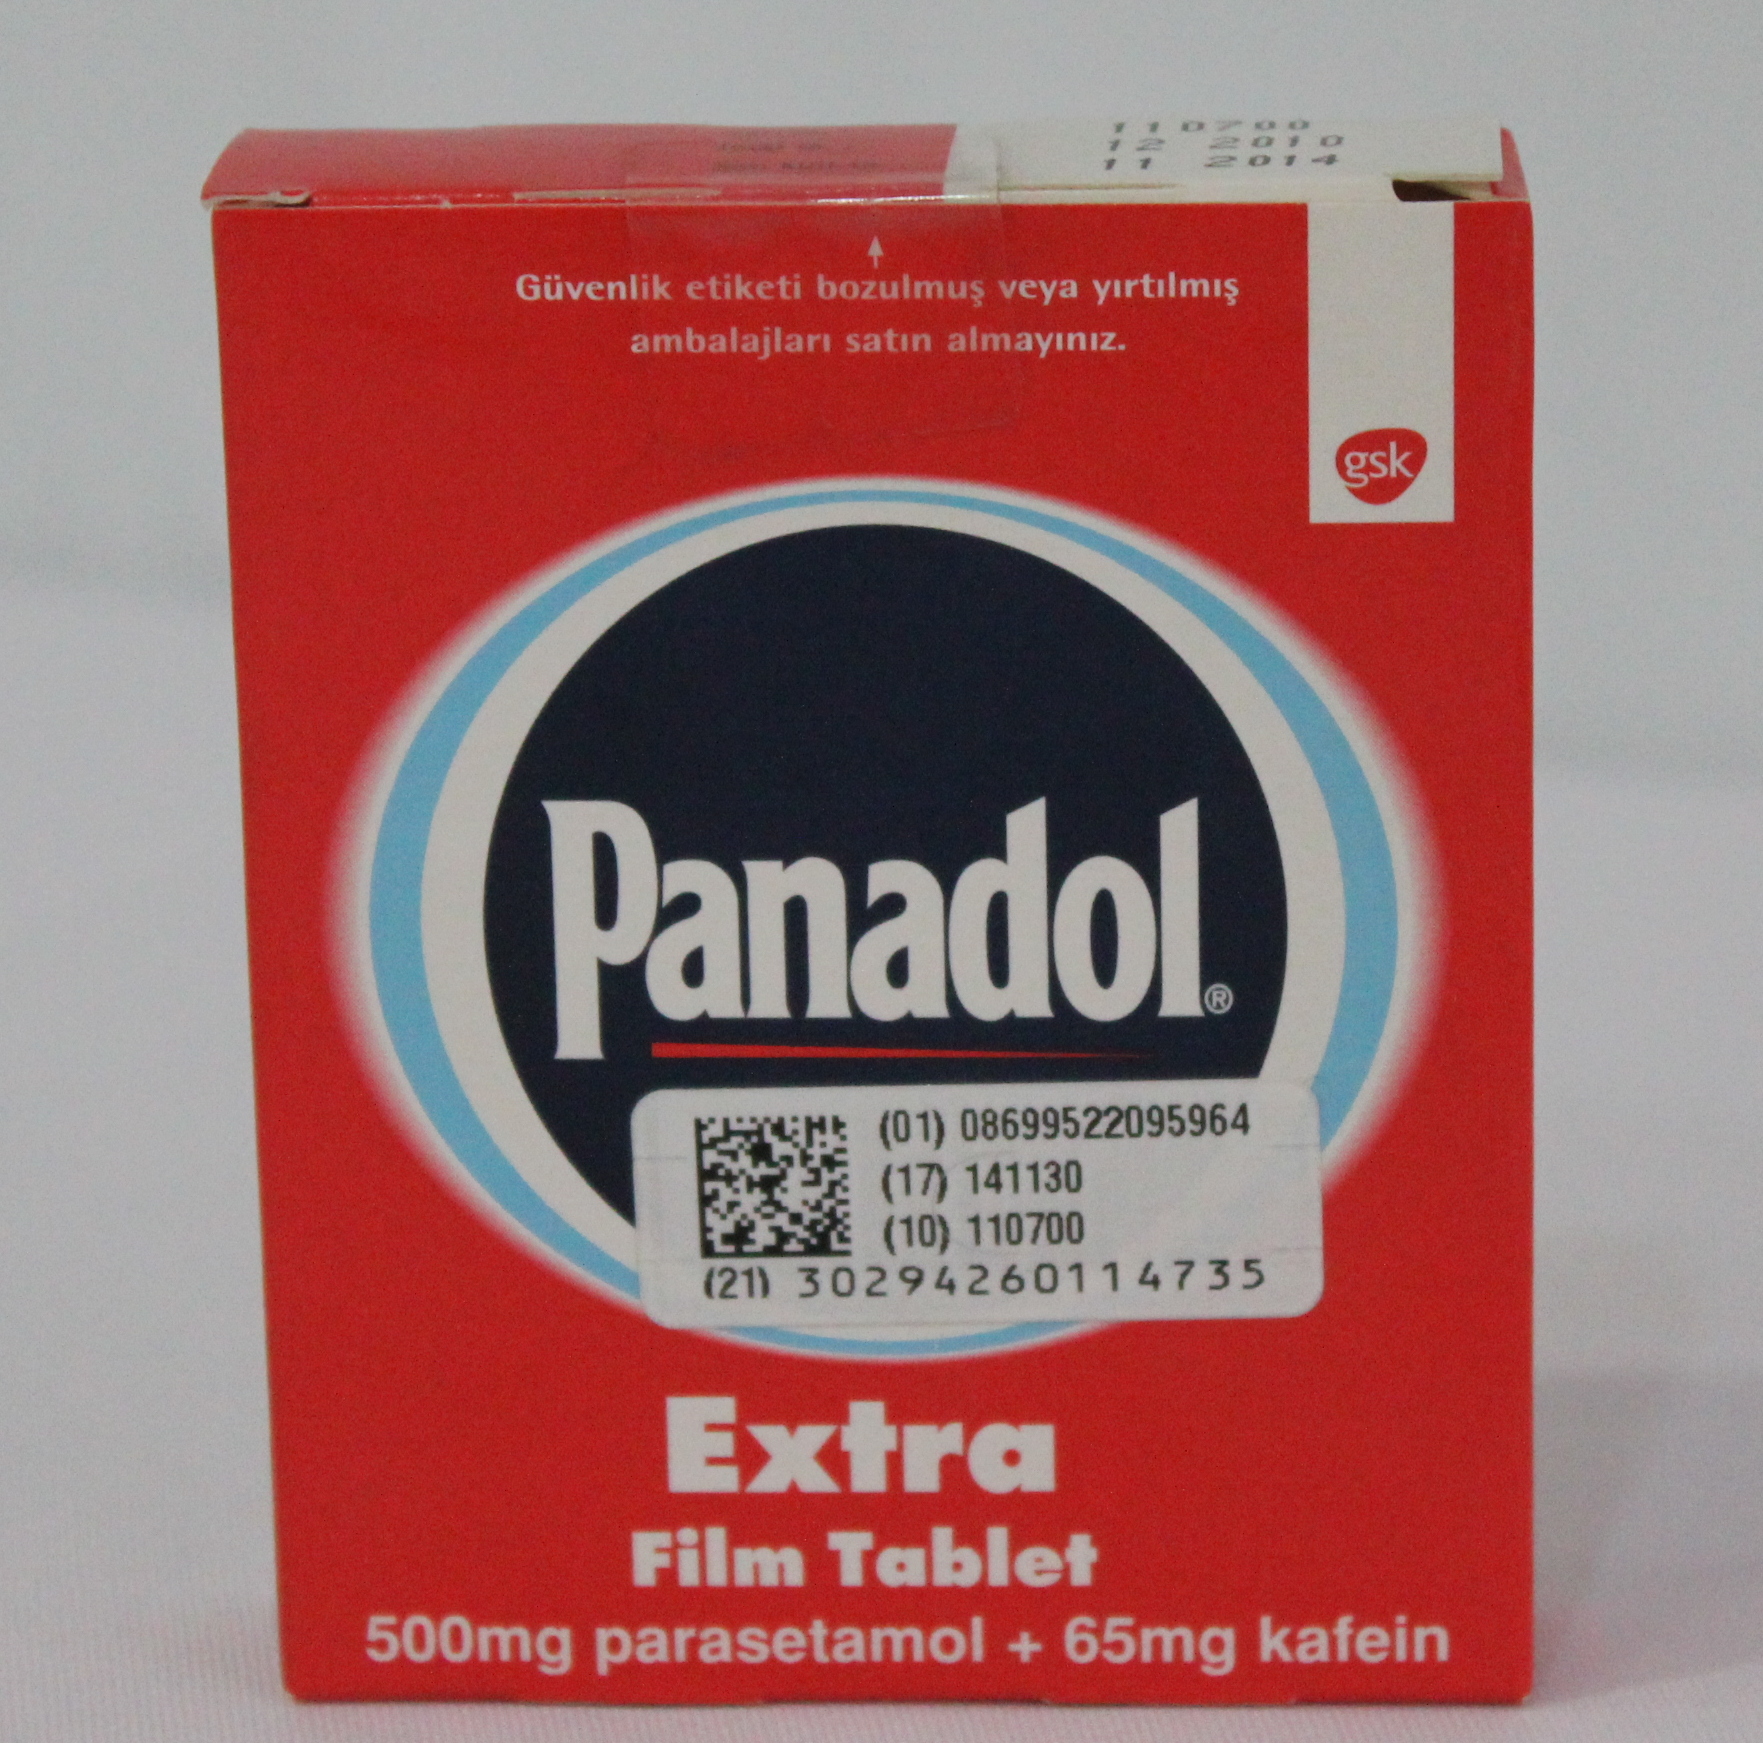 110700
12 2010
11 2014
Güvenlik etiketi bozulmuş veya yırtılmış
ambalajları satın almayınız.
gsk
Panadol®
(01) 08699522095964
(17) 141130
(10) 110700
(21) 30294260114735
Extra
Film Tablet
500mg parasetamol + 65mg kafein